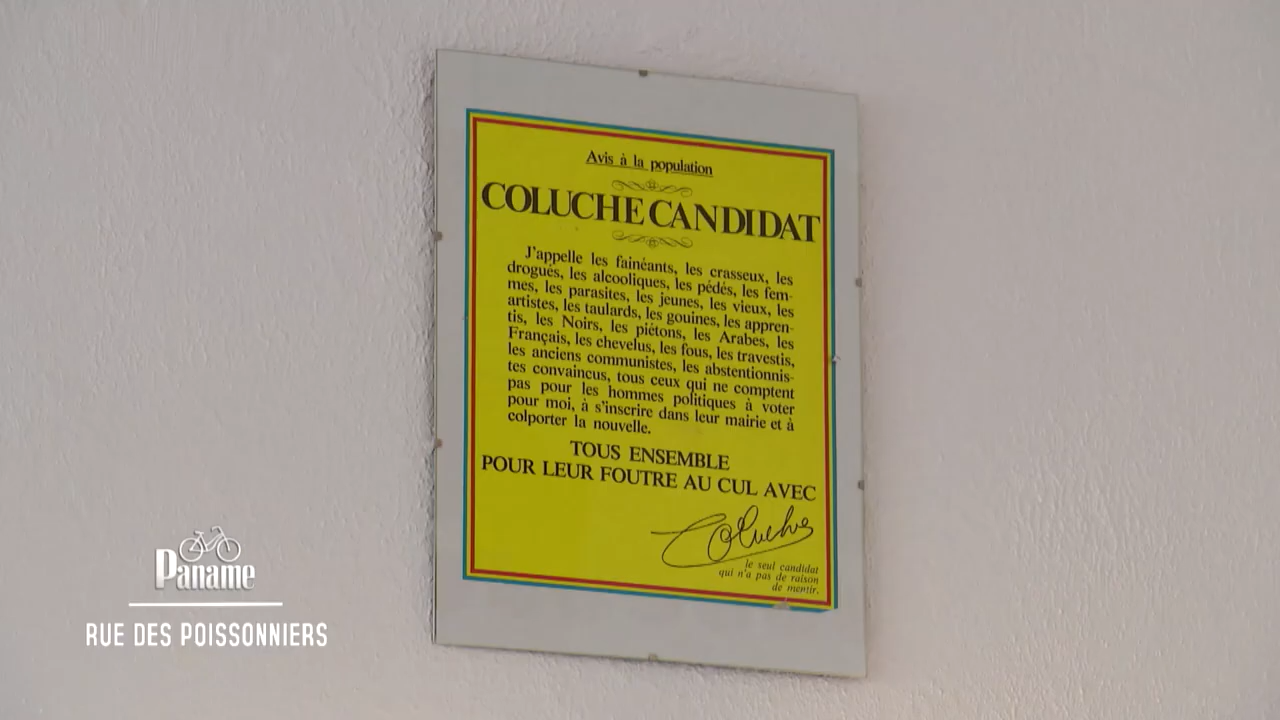 Avis à la population
COLUCHE CANDIDAT
J'appelle les fainéants, les crasseux, les
drogués, les alcooliques, les pédés, les fem-
mes, les parasites, les jeunes, les vieux, les
artistes, les taulards, les gouines, les appren-
tis, les Noirs, les piétons, les Arabes, les
Français, les chevelus, les fous, les travestis,
les anciens communistes, les abstentionnis-
tes convaincus, tous ceux qui ne comptent
pas pour les hommes politiques à voter
pour moi, à s'inscrire dans leur mairie et à
colporter la nouvelle.
TOUS ENSEMBLE
POUR LEUR FOUTRE AU CUL AVEC
Coluche
le seul candidat
qui n'a pas de raison
de mentir.
Paname
RUE DES POISSONNIERS